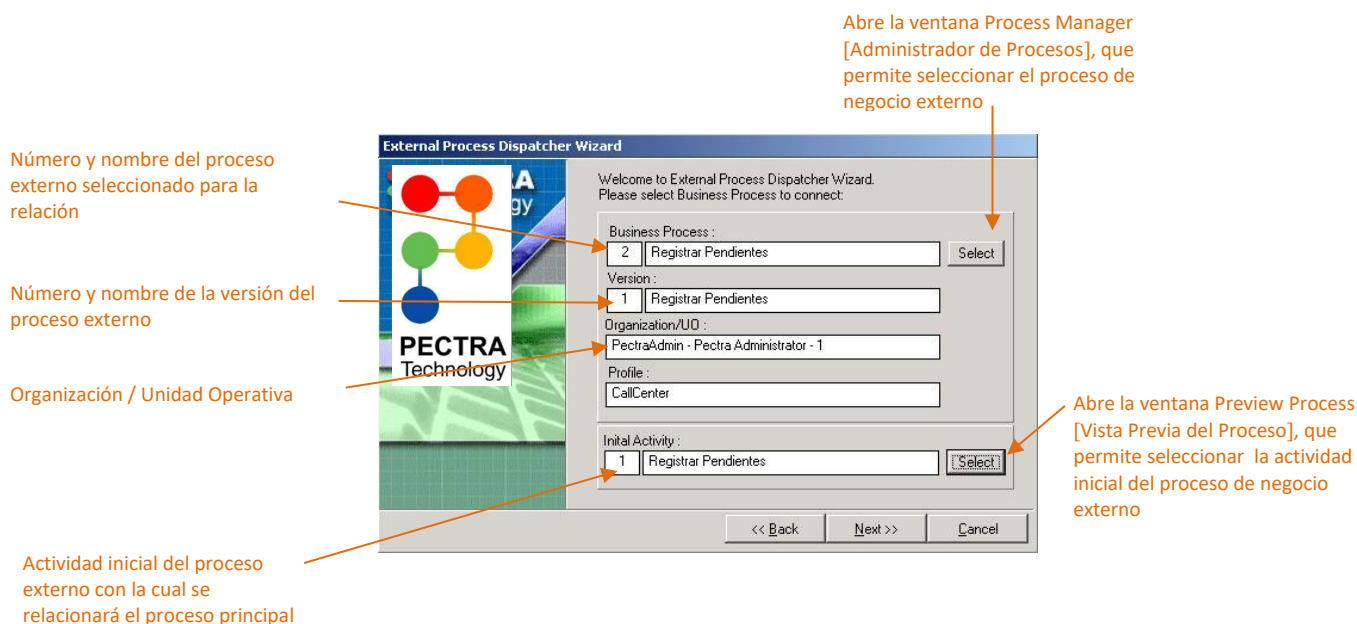 Abre la ventana Process Manager
[Administrador de Procesos], que
permite seleccionar el proceso de
negocio externo
Número y nombre del proceso
externo seleccionado para la
relación
Número y nombre de la versión del
proceso externo
Organización / Unidad Operativa
Actividad inicial del proceso
externo con la cual se
relacionará el proceso principal
External Process Dispatcher Wizard
A
gy
PECTRA
Technology
Welcome to External Process Dispatcher Wizard.
Please select Business Process to connect:
Business Process :
2 Registrar Pendientes Select
Version :
1 Registrar Pendientes
Organization/UO :
PectraAdmin - Pectra Administrator - 1
Profile :
CallCenter
Inital Activity :
1 Registrar Pendientes Select
<< Back Next >> Cancel
Abre la ventana Preview Process
[Vista Previa del Proceso], que
permite seleccionar la actividad
inicial del proceso de negocio
externo